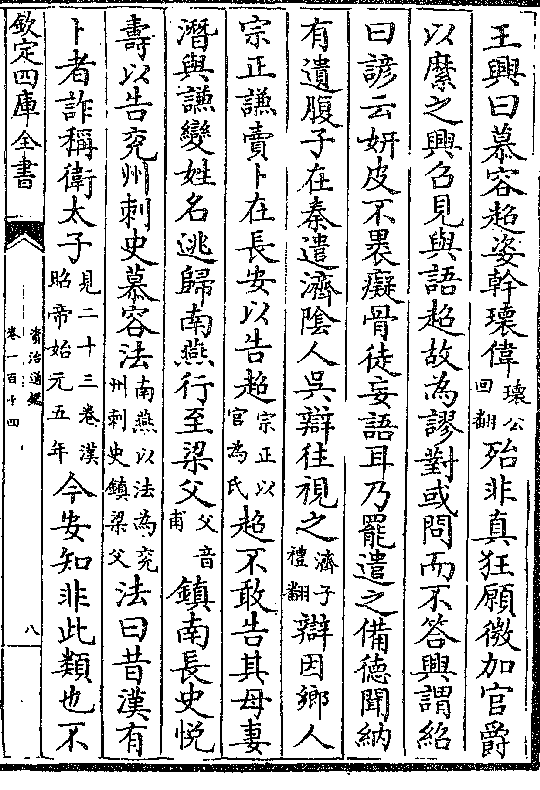 王興曰慕容超姿幹瓌偉瓌公回翻殆非真狂願微加官爵
以縻之興召見與語超故為謬對或問而不答興謂紹
曰諺云妍皮不裹癡骨徒妄語耳乃罷遣之備德聞納
有遺腹子在秦遣濟隂人吳辯往視之濟子禮翻辯因鄉人
宗正謙賣卜在長安以告超宗正以官為氏超不敢告其母妻
潛與謙變姓名逃歸南燕行至梁父父音甫鎮南長史悦
壽以告兖州刺史慕容法南燕以法為兖州刺史鎮梁父法曰昔漢有
卜者詐稱衛太子見二十三卷漢昭帝始元五年今安知非此類也不
欽定四庫全書
資治通鑑
卷一百十四
八